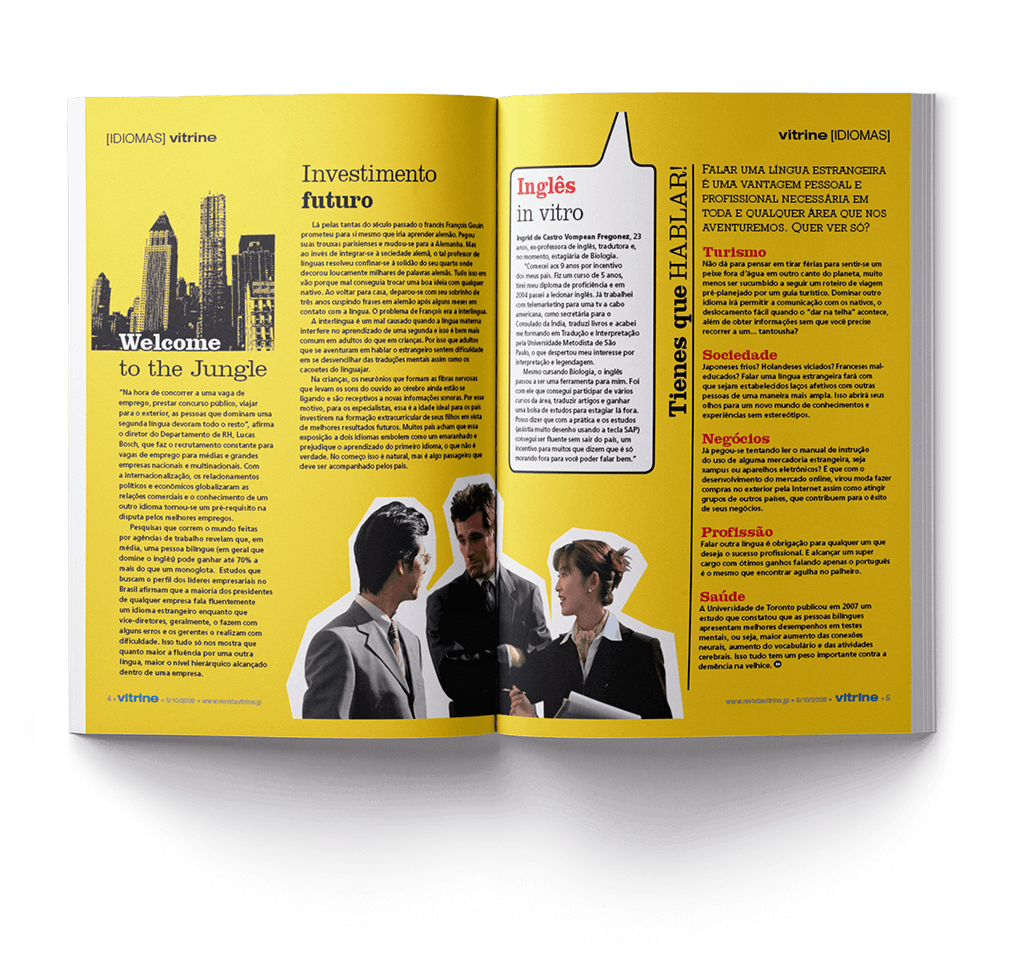 [IDIOMAS] vitrine
Welcome
to the Jungle
"Na hora de concorrer a uma vaga de
emprego, prestar concurso público, viajar
para o exterior, as pessoas que dominam uma
segunda língua devoram todo o resto", afirma
o diretor do Departamento de RH, Lucas
Bosch, que faz o recrutamento constante para
vagas de emprego para médias e grandes
empresas nacionais e multinacionais. Com
a internacionalização, os relacionamentos
políticos e econômicos globalizaram as
relações comerciais e o conhecimento de um
outro idioma tornou-se um pré-requisito na
disputa pelos melhores empregos.
Pesquisas que correm o mundo feitas
por agências de trabalho revelam que, em
média, uma pessoa bilíngue (em geral que
domine o inglês) pode ganhar até 70% a
mais do que um monoglota. Estudos que
buscam o perfil dos líderes empresariais no
Brasil afirmam que a maioria dos presidentes
de qualquer empresa fala fluentemente
um idioma estrangeiro enquanto que
vice-diretores, geralmente, o fazem com
alguns erros e os gerentes o realizam com
dificuldade. Isso tudo só nos mostra que
quanto maior a fluência por uma outra
língua, maior o nível hierárquico alcançado
dentro de uma empresa.
Investimento
futuro
Lá pelas tantas do século passado o francês François Gouin
prometeu para si mesmo que iria aprender alemão. Pegou
suas trouxas parisienses e mudou-se para a Alemanha. Mas
ao invés de integrar-se à sociedade alemã, o tal professor de
línguas resolveu confinar-se à solidão do seu quarto onde
decorou loucamente milhares de palavras alemãs. Tudo isso em
vão porque mal conseguia trocar uma boa ideia com qualquer
nativo. Ao voltar para casa, deparou-se com seu sobrinho de
três anos cuspindo frases em alemão após alguns meses em
contato com a língua. O problema de François era a interlíngua.
A interlíngua é um mal causado quando a língua materna
interfere no aprendizado de uma segunda e isso é bem mais
comum em adultos do que em crianças. Por isso que adultos
que se aventuram em hablar o estrangeiro sentem dificuldade
em se desvencilhar das traduções mentais assim como os
cacoetes do linguajar.
Na crianças, os neurônios que formam as fibras nervosas
que levam os sons do ouvido ao cérebro ainda estão se
ligando e são receptivos a novas informações sonoras. Por esse
motivo, para os especialistas, essa é a idade ideal para os pais
investirem na formação extracurricular de seus filhos em vista
de melhores resultados futuros. Muitos pais acham que essa
exposição a dois idiomas embolem como um emaranhado e
prejudique o aprendizado do primeiro idioma, o que não é
verdade. No começo isso é natural, mas é algo passageiro que
deve ser acompanhado pelos pais.
4 • vitrine • 5/10/2009 • www.revistavitrine.jp
vitrine [IDIOMAS]
Inglês
in vitro
Ingrid de Castro Vompean Fregonez, 23
anos, ex-professora de inglês, tradutora e,
no momento, estagiária de Biologia.
"Comecei aos 9 anos por incentivo
dos meus pais. Fiz um curso de 5 anos,
tirei meu diploma de proficiência e em
2004 passei a lecionar inglês. Já trabalhei
com telemarketing para uma tv a cabo
americana, como secretária para o
Consulado da Índia, traduzi livros e acabei
me formando em Tradução e Interpretação
pela Universidade Metodista de São
Paulo, o que despertou meu interesse por
interpretação e legendagem.
Mesmo cursando Biologia, o inglês
passou a ser uma ferramenta para mim. Foi
com ele que consegui participar de vários
cursos da área, traduzir artigos e ganhar
uma bolsa de estudos para estagiar lá fora.
Posso dizer que com a prática e os estudos
(assistia muito desenho usando a tecla SAP)
consegui ser fluente sem sair do país, um
incentivo para muitos que dizem que é só
morando fora para você poder falar bem."
Tienes que HABLAR!
FALAR UMA LÍNGUA ESTRANGEIRA
É UMA VANTAGEM PESSOAL E
PROFISSIONAL NECESSÁRIA EM
TODA E QUALQUER ÁREA QUE NOS
AVENTUREMOS. QUER VER SÓ?
Turismo
Não dá para pensar em tirar férias para sentir-se um
peixe fora d'água em outro canto do planeta, muito
menos ser sucumbido a seguir um roteiro de viagem
pré-planejado por um guia turístico. Dominar outro
idioma irá permitir a comunicação com os nativos, o
deslocamento fácil quando o "dar na telha" acontece,
além de obter informações sem que você precise
recorrer a um... tantousha?
Sociedade
Japoneses frios? Holandeses viciados? Franceses mal-
educados? Falar uma língua estrangeira fará com
que sejam estabelecidos laços afetivos com outras
pessoas de uma maneira mais ampla. Isso abrirá seus
olhos para um novo mundo de conhecimentos e
experiências sem estereótipos.
Negócios
Já pegou-se tentando ler o manual de instrução
do uso de alguma mercadoria estrangeira, seja
xampus ou aparelhos eletrônicos? É que com o
desenvolvimento do mercado online, virou moda fazer
compras no exterior pela Internet assim como atingir
grupos de outros países, que contribuem para o êxito
de seus negócios.
Profissão
Falar outra língua é obrigação para qualquer um que
deseja o sucesso profissional. E alcançar um super
cargo com ótimos ganhos falando apenas o português
é o mesmo que encontrar agulha no palheiro.
Saúde
A Universidade de Toronto publicou em 2007 um
estudo que constatou que as pessoas bilíngues
apresentam melhores desempenhos em testes
mentais, ou seja, maior aumento das conexões
neurais, aumento do vocabulário e das atividades
cerebrais. Isso tudo tem um peso importante contra a
demência na velhice.
www.revistavitrine.jp • 5/10/2009 • vitrine • 5